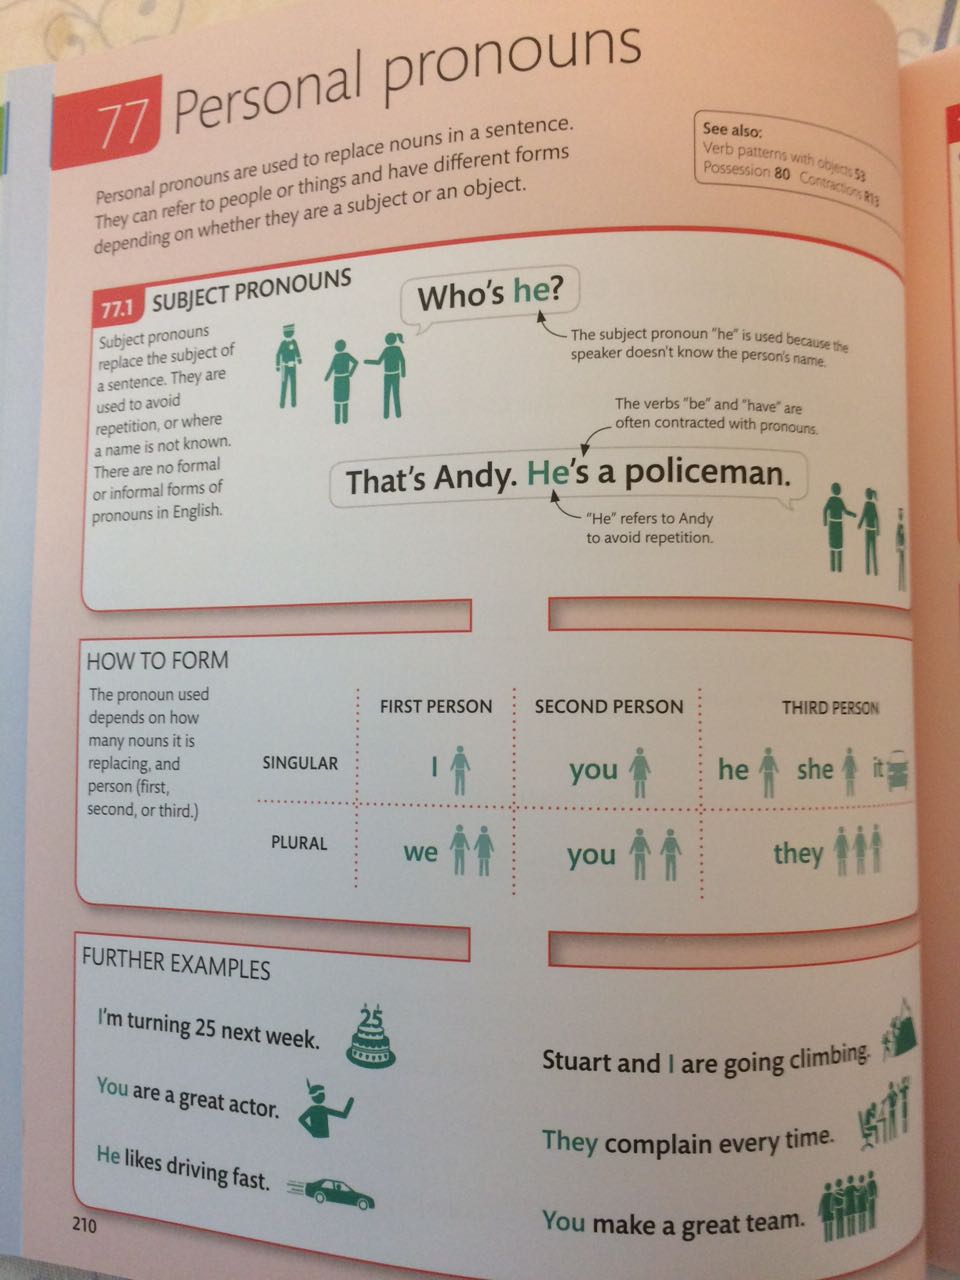 77 Personal pronouns
Personal pronouns are used to replace nouns in a sentence.
They can refer to people or things and have different forms
depending on whether they are a subject or an object.
See also:
Verb patterns with objects 53
Possession 80 Contractions R13
77.1 SUBJECT PRONOUNS
Subject pronouns
replace the subject of
a sentence. They are
used to avoid
repetition, or where
a name is not known.
There are no formal
or informal forms of
pronouns in English.
Who's he?
The subject pronoun "he" is used because the
speaker doesn't know the person's name.
The verbs "be" and "have" are
often contracted with pronouns.
That's Andy. He's a policeman.
"He" refers to Andy
to avoid repetition.
HOW TO FORM
The pronoun used
depends on how
many nouns it is
replacing, and
person (first,
second, or third.)
FIRST PERSON SECOND PERSON THIRD PERSON
SINGULAR I you he she it
PLURAL we you they
FURTHER EXAMPLES
I'm turning 25 next week.
25
You are a great actor.
He likes driving fast.
Stuart and I are going climbing.
They complain every time.
You make a great team.
210